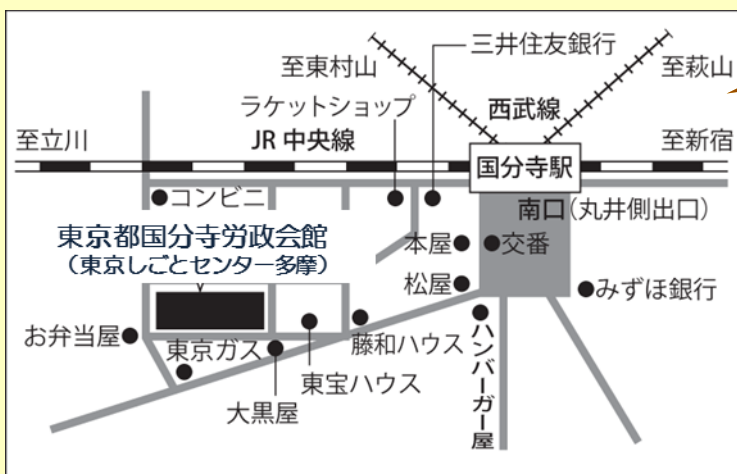 三井住友銀行
至東村山
至萩山
ラケットショップ
西武線
至立川
JR 中央線
至新宿
国分寺駅
コンビニ
南口(丸井側出口)
東京都国分寺労政会館
(東京しごとセンター多摩)
本屋
交番
松屋
みずほ銀行
お弁当屋
東京ガス
藤和ハウス
ハンバーガー屋
東宝ハウス
大黒屋